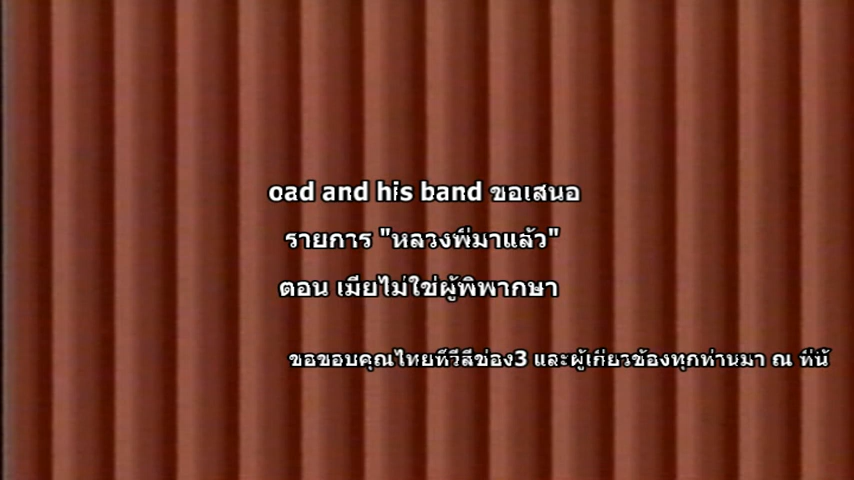 oad and his band ขอเสนอ
รายการ "หลวงพี่มาแล้ว"
ตอน เมียไม่ใช่ผู้พิพากษา
ขอขอบคุณไทยทีวีสีช่อง3 และผู้เกี่ยวข้องทุกท่านมา ณ ที่นี้